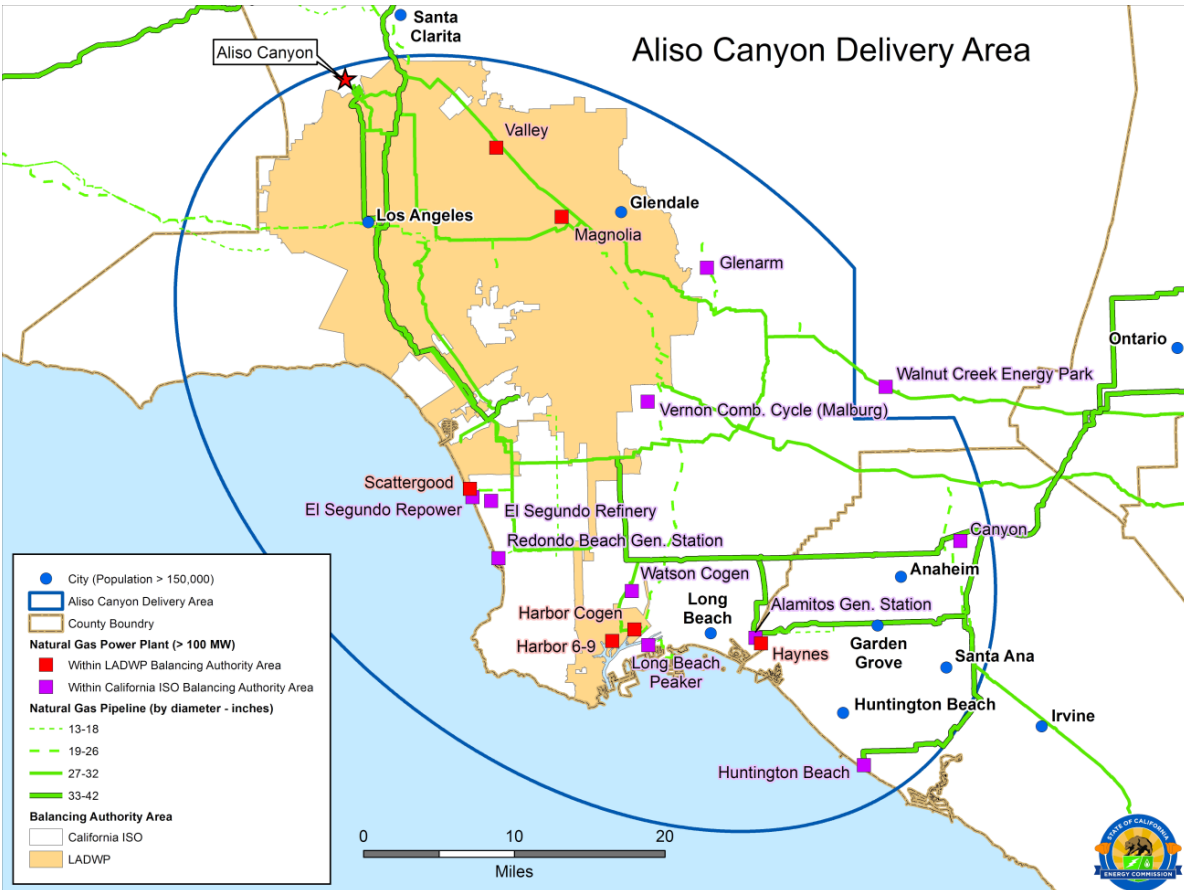 Aliso Canyon Delivery Area
Santa
Clarita
Aliso Canyon
Valley
Glendale
Los Angeles
Magnolia
Glenarm
Ontario
Walnut Creek Energy Park
Vernon Comb. Cycle (Malburg)
Scattergood
El Segundo Repower
El Segundo Refinery
Canyon
Redondo Beach Gen. Station
Anaheim
Watson Cogen
Long
Beach
Alamitos Gen. Station
Harbor Cogen
Harbor 6-9
Haynes
Garden
Grove
Santa Ana
Long Beach
Peaker
Huntington Beach
Irvine
Huntington Beach
City (Population > 150,000)
Aliso Canyon Delivery Area
County Boundry
Natural Gas Power Plant (> 100 MW)
Within LADWP Balancing Authority Area
Within California ISO Balancing Authority Area
Natural Gas Pipeline (by diameter - inches)
13-18
19-26
27-32
33-42
Balancing Authority Area
California ISO
LADWP
0 10 20
Miles
STATE OF CALIFORNIA
ENERGY COMMISSION